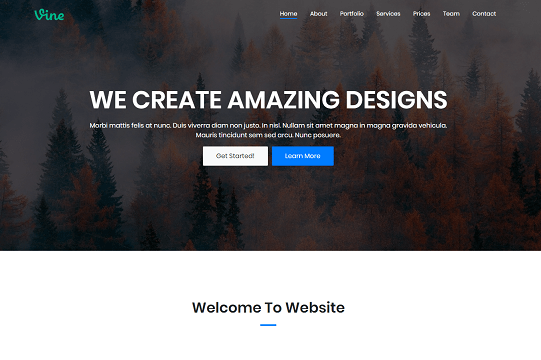 Vine
Home About Portfolio Services Prices Team Contact
WE CREATE AMAZING DESIGNS
Morbi mattis felis at nunc. Duis viverra diam non justo. In nisl. Nullam sit amet magna in magna gravida vehicula.
Mauris tincidunt sem sed arcu. Nunc posuere.
Get Started! Learn More
Welcome To Website